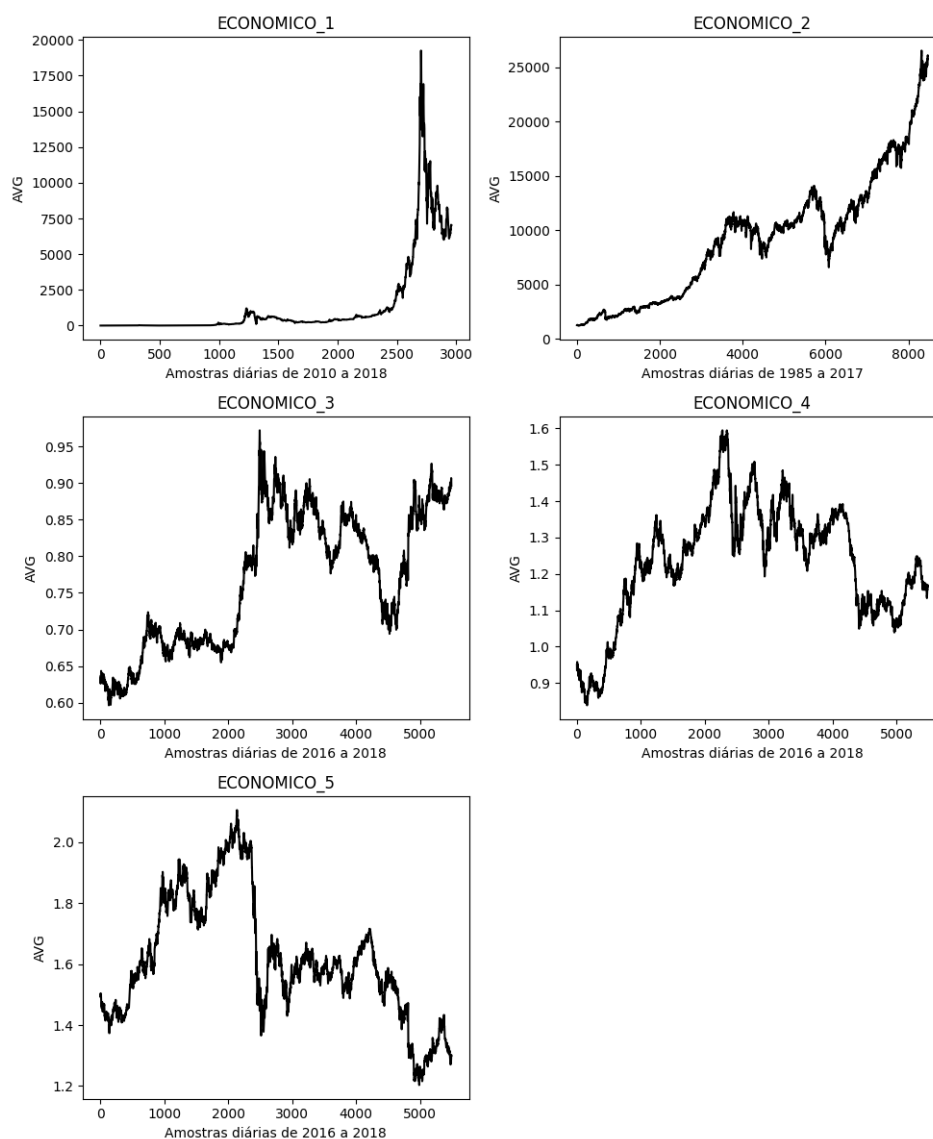 ECONOMICO_1
20000
17500
15000
12500
10000
7500
5000
2500
0
AVG
0 500 1000 1500 2000 2500 3000
Amostras diárias de 2010 a 2018
ECONOMICO_2
25000
20000
15000
10000
5000
0
AVG
0 2000 4000 6000 8000
Amostras diárias de 1985 a 2017
ECONOMICO_3
0.95
0.90
0.85
0.80
0.75
0.70
0.65
0.60
AVG
0 1000 2000 3000 4000 5000
Amostras diárias de 2016 a 2018
ECONOMICO_4
1.6
1.5
1.4
1.3
1.2
1.1
1.0
0.9
AVG
0 1000 2000 3000 4000 5000
Amostras diárias de 2016 a 2018
ECONOMICO_5
2.0
1.8
1.6
1.4
1.2
AVG
0 1000 2000 3000 4000 5000
Amostras diárias de 2016 a 2018